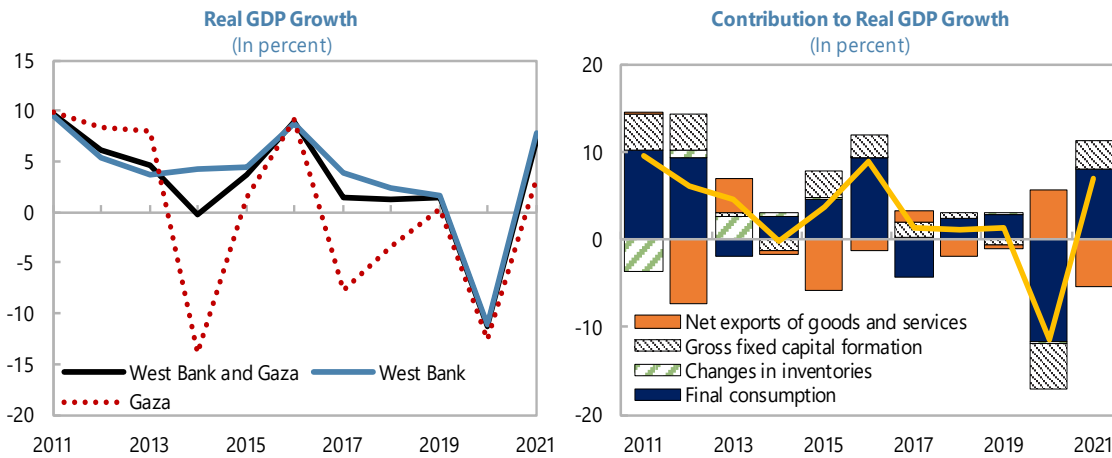 Real GDP Growth
(In percent)
15
10
5
0
-5
-10
-15
-20
West Bank and Gaza
West Bank
Gaza
2011 2013 2015 2017 2019 2021
Contribution to Real GDP Growth
(In percent)
20
10
0
-10
-20
Net exports of goods and services
Gross fixed capital formation
Changes in inventories
Final consumption
2011 2013 2015 2017 2019 2021